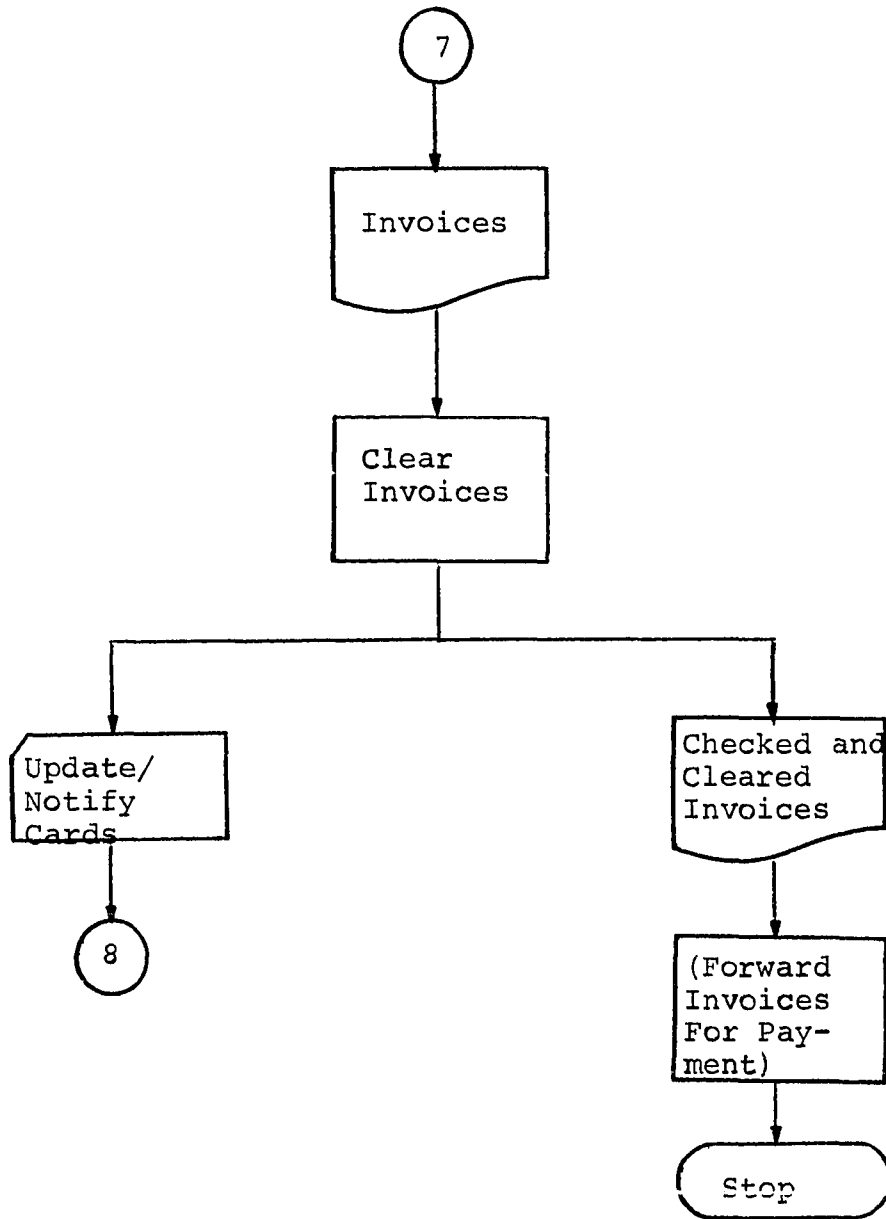 7
Invoices
Clear
Invoices
Update/
Notify
Cards
8
Checked and
Cleared
Invoices
(Forward
Invoices
For Pay-
ment)
Stop